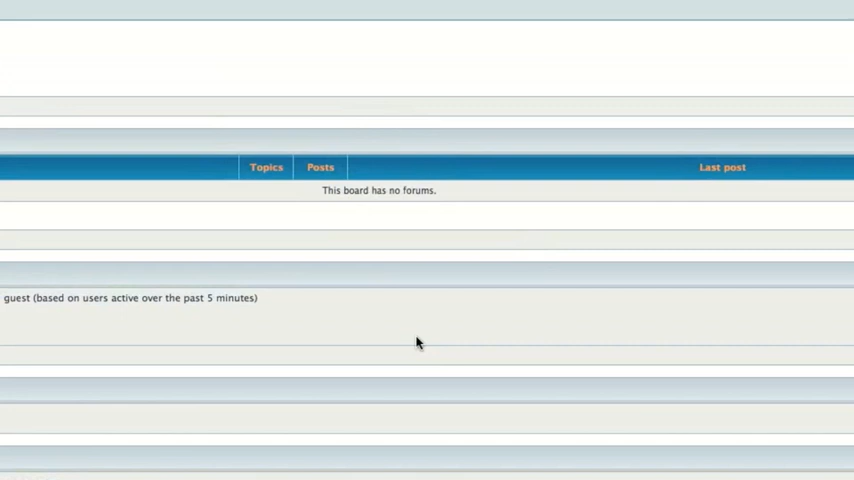 Topics Posts Last post
This board has no forums.
guest (based on users active over the past 5 minutes)